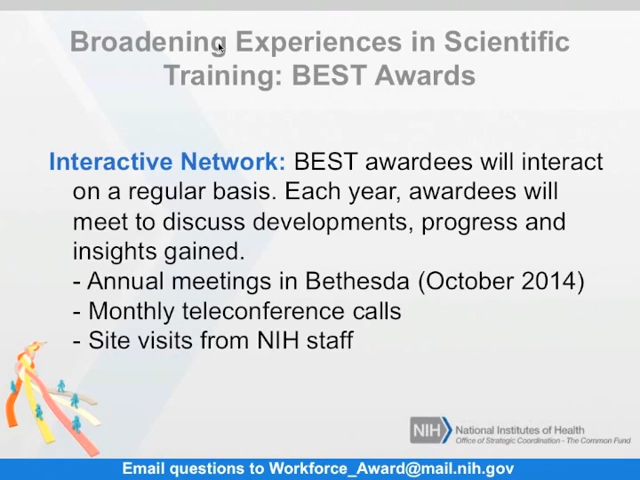 Broadening Experiences in Scientific
Training: BEST Awards
Interactive Network: BEST awardees will interact
on a regular basis. Each year, awardees will
meet to discuss developments, progress and
insights gained.
- Annual meetings in Bethesda (October 2014)
- Monthly teleconference calls
- Site visits from NIH staff
NIH National Institutes of Health
Office of Strategic Coordination - The Common Fund
Email questions to Workforce_Award@mail.nih.gov